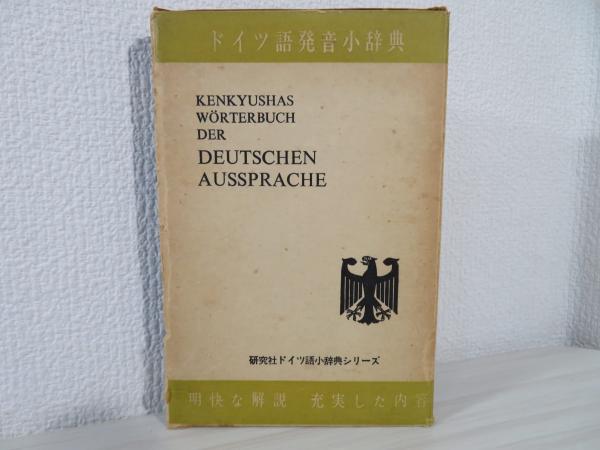 ドイツ語発音小辞典
KENKYUSHAS
WÖRTERBUCH
DER
DEUTSCHEN
AUSSPRACHE
研究社ドイツ語小辞典シリーズ
明快な解説 充実した内容